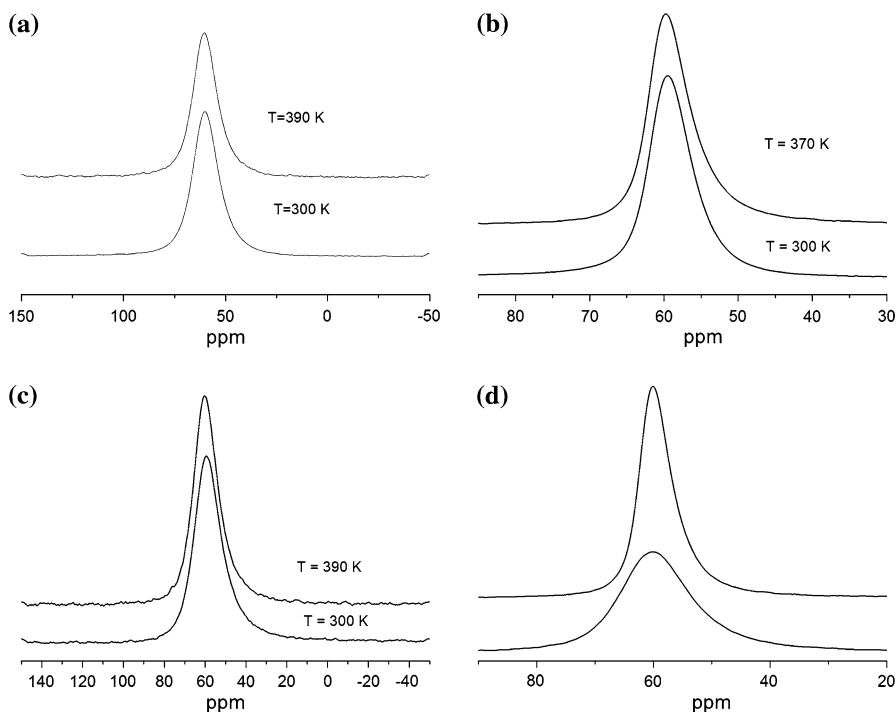 (a)
T=390 K
T=300 K
150 100 50 0 -50
ppm
(b)
T = 370 K
T = 300 K
80 70 60 50 40 30
ppm
(c)
T = 390 K
T = 300 K
140 120 100 80 60 40 20 0 -20 -40
ppm
(d)
80 60 40 20
ppm